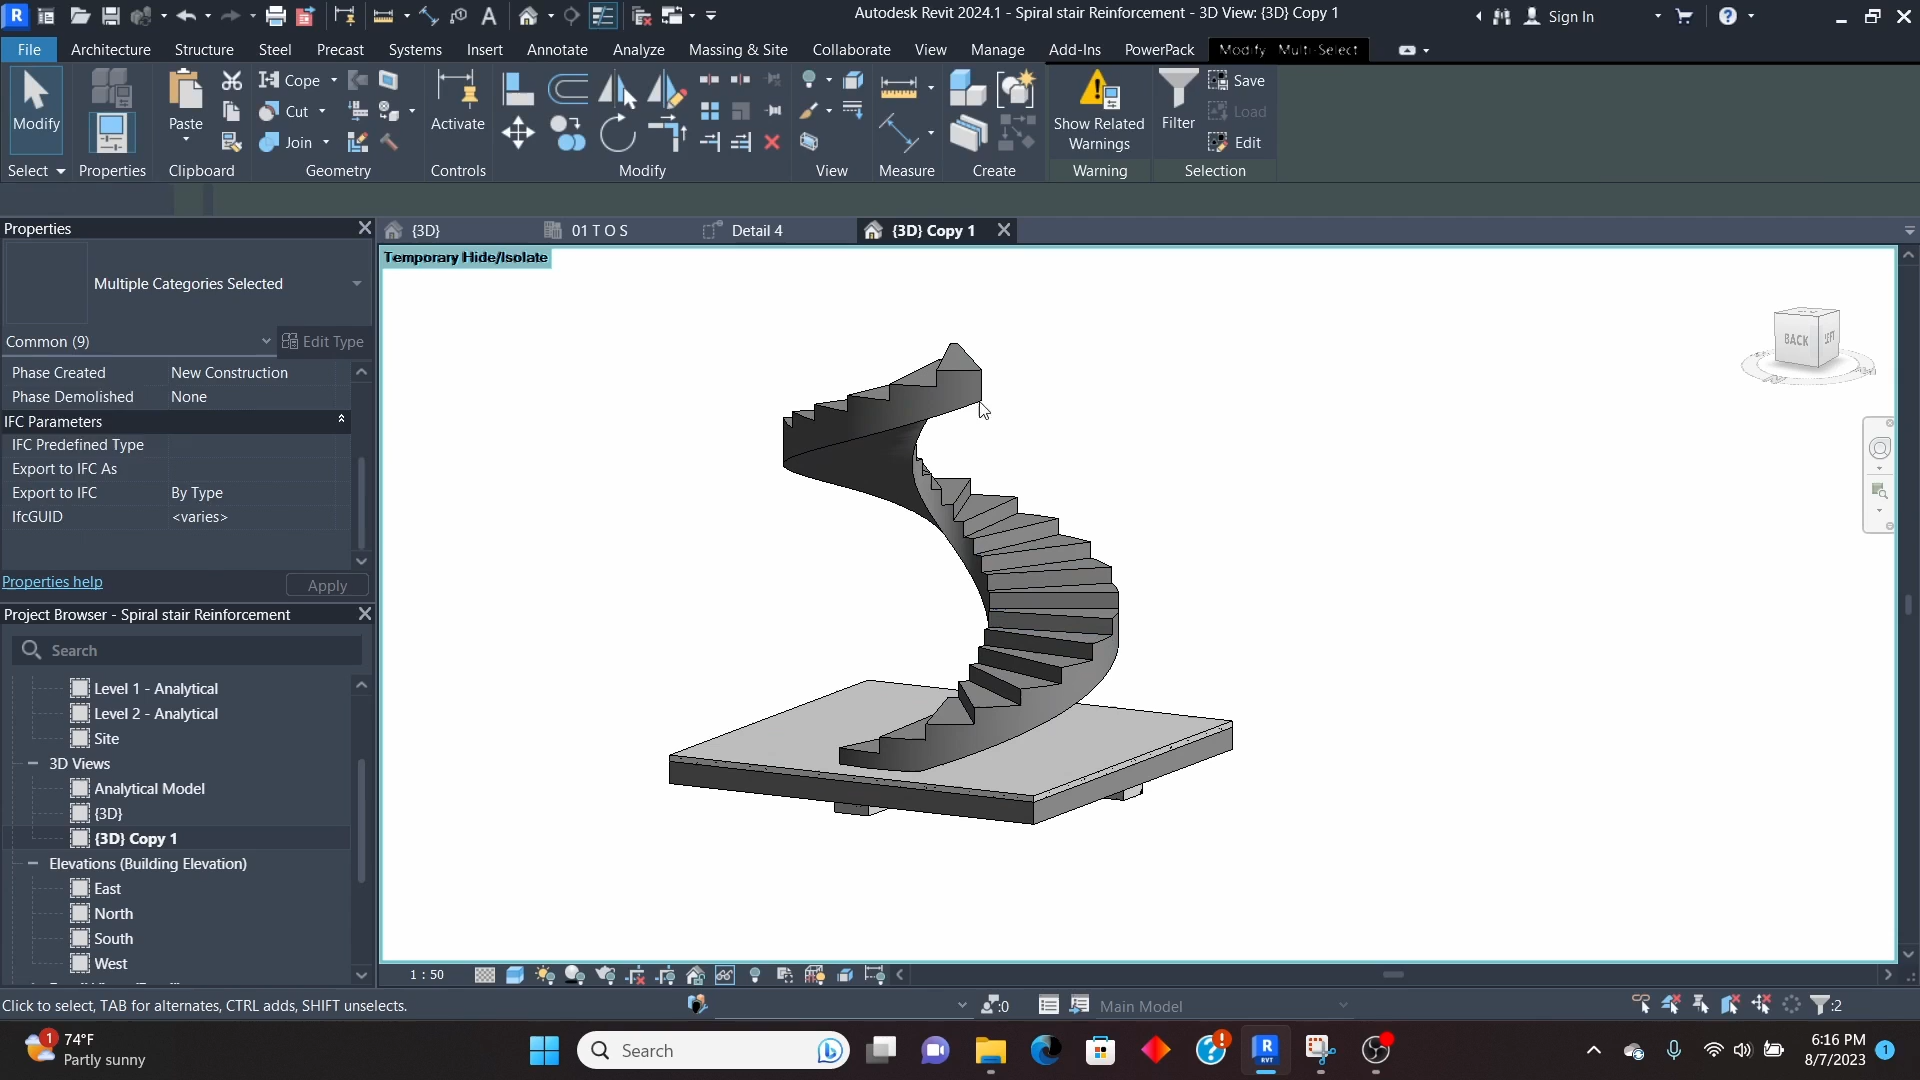 Autodesk Revit 2024.1 - Spiral stair Reinforcement - 3D View: {3D} Copy 1
Sign In
File Architecture Structure Steel Precast Systems Insert Annotate Analyze Massing & Site Collaborate View Manage Add-Ins PowerPack Modify | Multi-Select
Modify
Paste
Cope
Cut
Join
Activate
Show Related Warnings
Filter
Save
Load
Edit
Select Properties Clipboard Geometry Controls Modify View Measure Create Warning Selection
Properties
{3D} 01 T O S Detail 4 {3D} Copy 1
Temporary Hide/Isolate
Multiple Categories Selected
Common (9) Edit Type
Phase Created New Construction
Phase Demolished None
IFC Parameters
IFC Predefined Type
Export to IFC As
Export to IFC By Type
IfcGUID <varies>
Properties help Apply
Project Browser - Spiral stair Reinforcement
Search
Level 1 - Analytical
Level 2 - Analytical
Site
3D Views
Analytical Model
{3D}
{3D} Copy 1
Elevations (Building Elevation)
East
North
South
West
BACK LEFT
1 : 50
Click to select, TAB for alternates, CTRL adds, SHIFT unselects.
:0
Main Model
:2
1
74°F
Partly sunny
Search
R
RVT
6:16 PM
8/7/2023
1